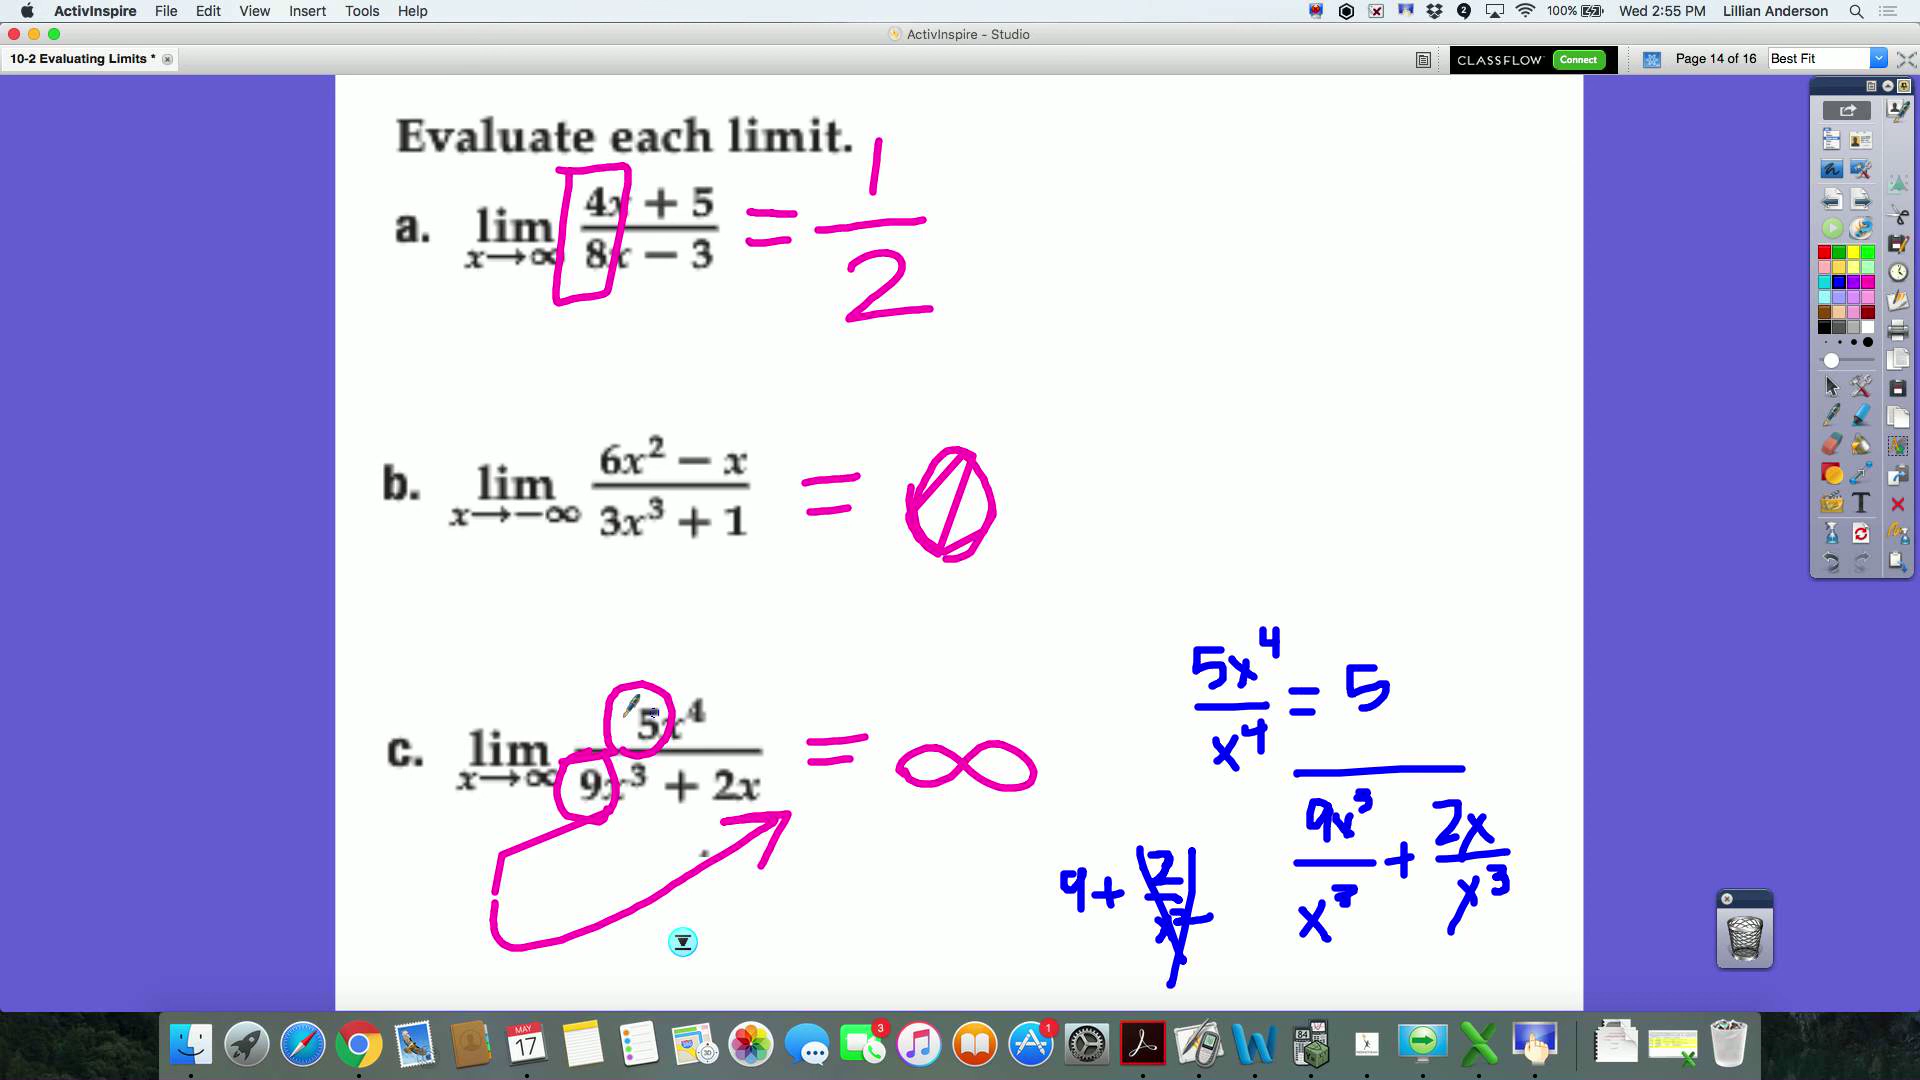 ActivInspire File Edit View Insert Tools Help 2 100% Wed 2:55 PM Lillian Anderson
ActivInspire - Studio
10-2 Evaluating Limits * CLASSFLOW Connect Page 14 of 16 Best Fit
Evaluate each limit.
a. lim x→∞ (4x + 5)/(8x − 3) = 1/2
b. lim x→−∞ (6x² − x)/(3x³ + 1) = 0
c. lim x→∞ 5x⁴/(9x³ + 2x) = ∞
5x⁴/x⁴ = 5
9x³/x³ + 2x/x³
9 + 2/x²
MAY
17
3
1